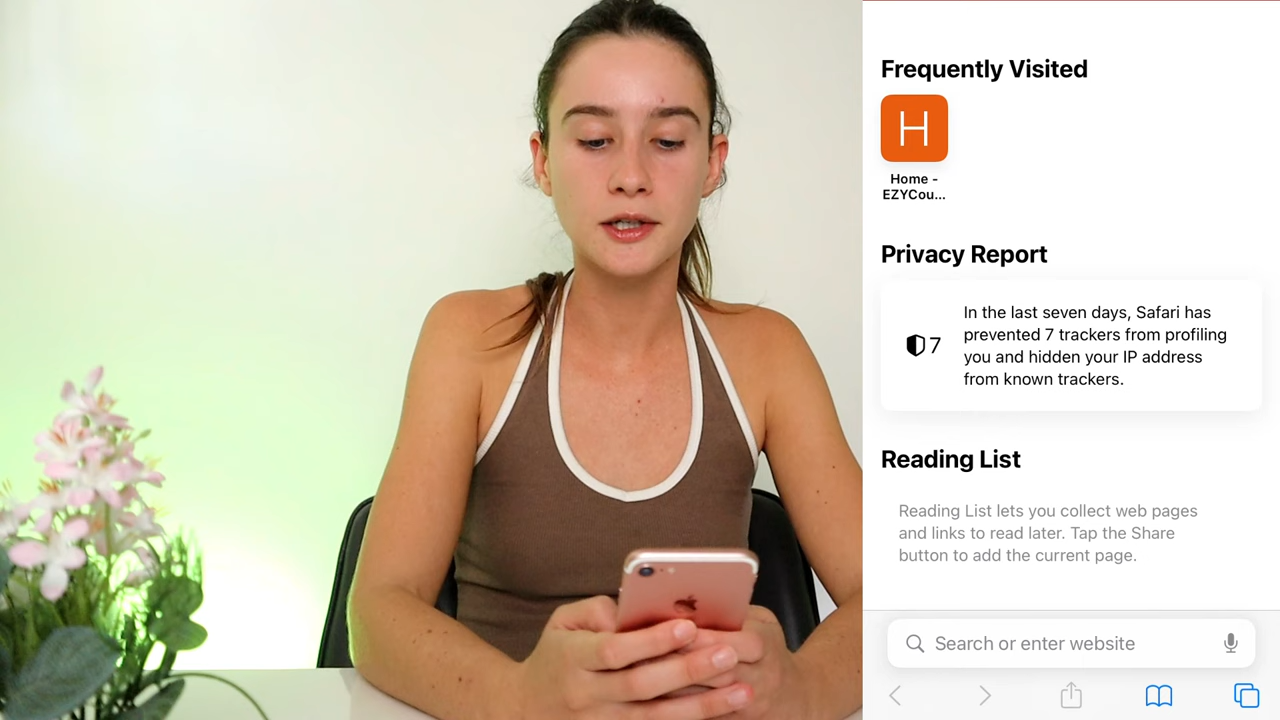 Frequently Visited
H
Home -
EZYCou...
Privacy Report
7
In the last seven days, Safari has
prevented 7 trackers from profiling
you and hidden your IP address
from known trackers.
Reading List
Reading List lets you collect web pages
and links to read later. Tap the Share
button to add the current page.
Search or enter website